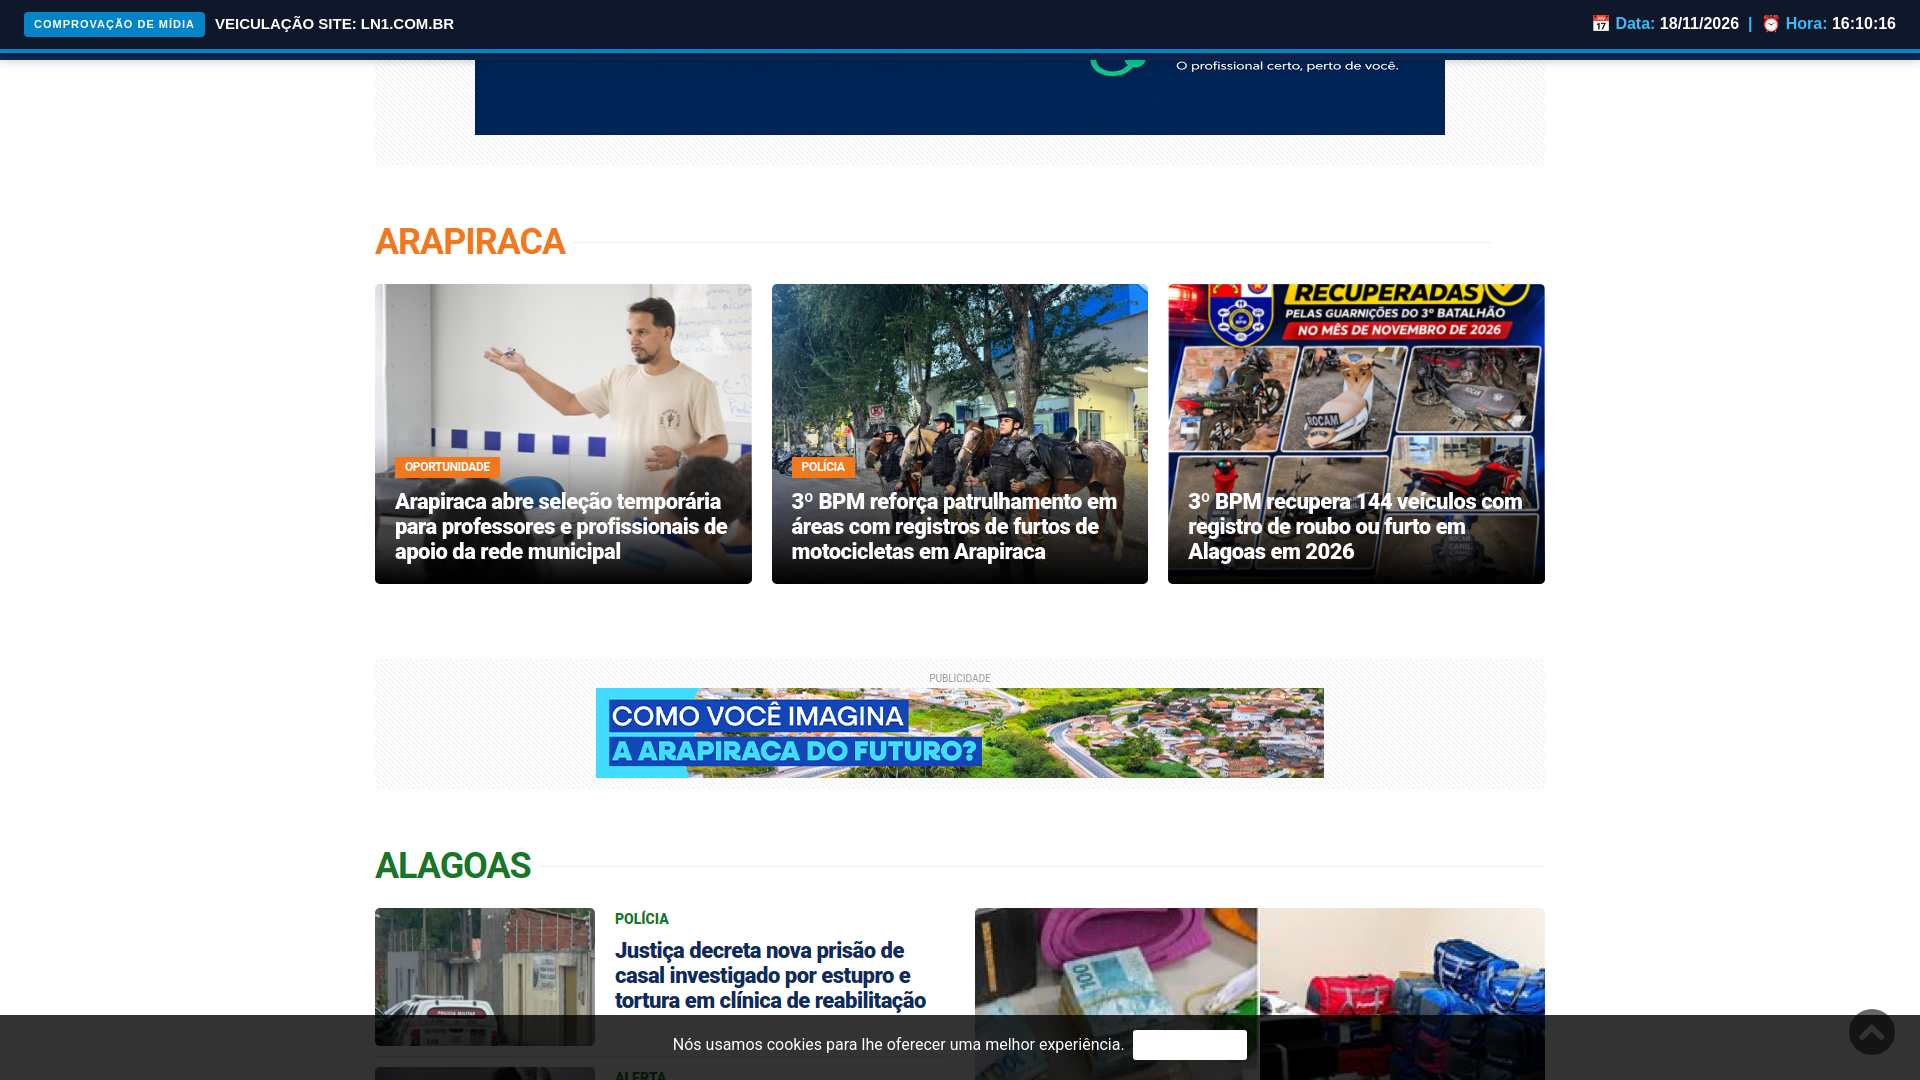 COMPROVAÇÃO DE MÍDIA VEICULAÇÃO SITE: LN1.COM.BR
📅 Data: 18/11/2026 | ⏰ Hora: 16:10:16
O profissional certo, perto de você.
ARAPIRACA
OPORTUNIDADE
Arapiraca abre seleção temporária
para professores e profissionais de
apoio da rede municipal
POLÍCIA
3º BPM reforça patrulhamento em
áreas com registros de furtos de
motocicletas em Arapiraca
RECUPERADAS
PELAS GUARNIÇÕES DO 3º BATALHÃO
NO MÊS DE NOVEMBRO DE 2026
ROCAM
3º BPM recupera 144 veículos com
registro de roubo ou furto em
Alagoas em 2026
PUBLICIDADE
COMO VOCÊ IMAGINA
A ARAPIRACA DO FUTURO?
ALAGOAS
POLÍCIA
Justiça decreta nova prisão de
casal investigado por estupro e
tortura em clínica de reabilitação
POLÍCIA MILITAR
100
Nós usamos cookies para lhe oferecer uma melhor experiência.
ALERTA